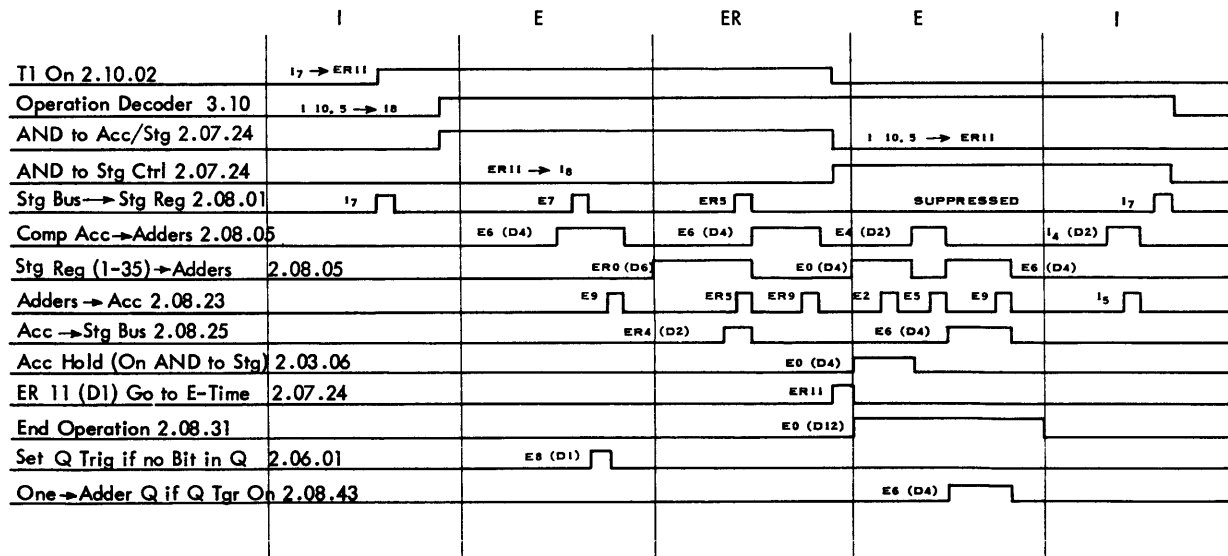 I E ER E I
T1 On 2.10.02 I7 → ER11
Operation Decoder 3.10 I 10, 5 → I8
AND to Acc/Stg 2.07.24 I 10, 5 → ER11
AND to Stg Ctrl 2.07.24 ER11 → I8
Stg Bus → Stg Reg 2.08.01 I7 E7 ER5 SUPPRESSED I7
Comp Acc → Adders 2.08.05 E6 (D4) E6 (D4) E4 (D2) I4 (D2)
Stg Reg (1-35) → Adders 2.08.05 ER0 (D6) E0 (D4) E6 (D4)
Adders → Acc 2.08.23 E9 ER5 ER9 E2 E5 E9 I5
Acc → Stg Bus 2.08.25 ER4 (D2) E6 (D4)
Acc Hold (On AND to Stg) 2.03.06 E0 (D4)
ER 11 (D1) Go to E-Time 2.07.24 ER11
End Operation 2.08.31 E0 (D12)
Set Q Trig if no Bit in Q 2.06.01 E8 (D1)
One → Adder Q if Q Tgr On 2.08.43 E6 (D4)